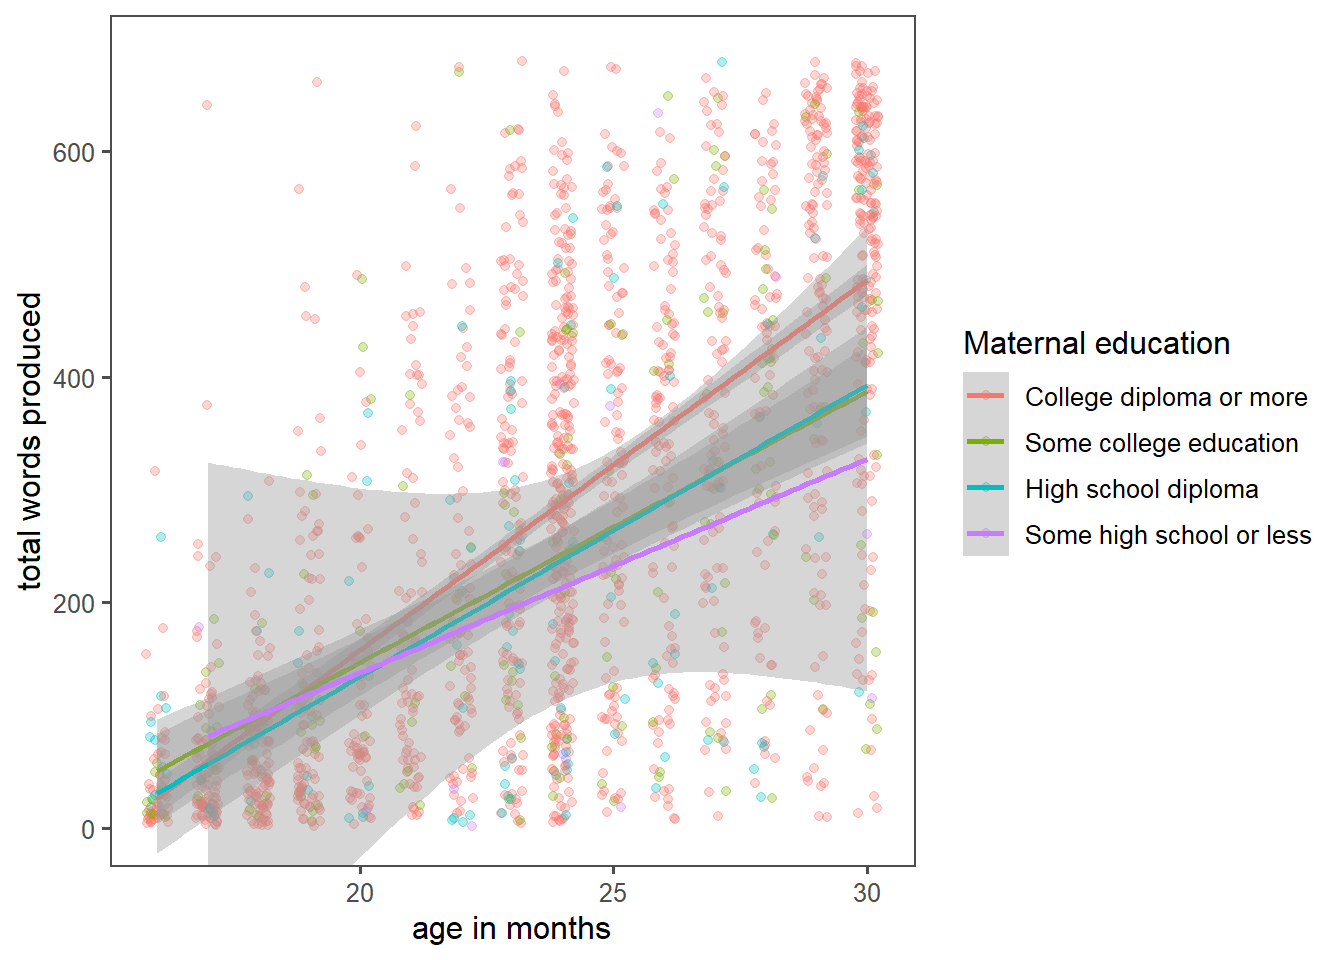 600
400
200
0
20 25 30
total words produced
age in months
Maternal education
College diploma or more
Some college education
High school diploma
Some high school or less